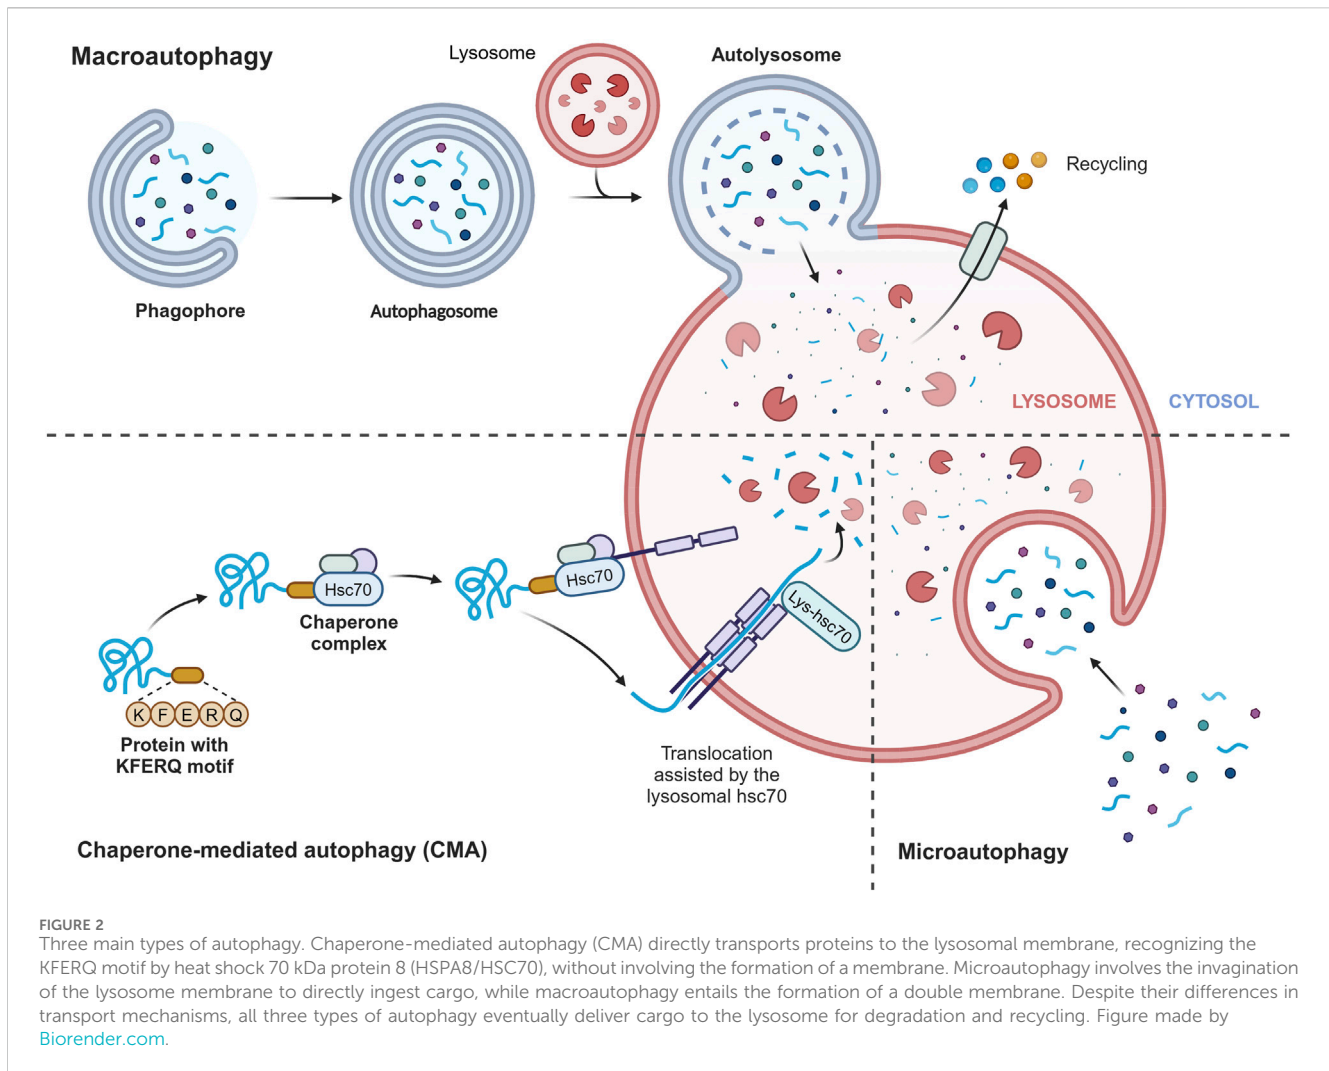 Macroautophagy
Lysosome
Autolysosome
Recycling
Phagophore
Autophagosome
LYSOSOME
CYTOSOL
Hsc70
Chaperone
complex
Hsc70
Lys-hsc70
K F E R Q
Protein with
KFERQ motif
Translocation
assisted by the
lysosomal hsc70
Chaperone-mediated autophagy (CMA)
Microautophagy
FIGURE 2
Three main types of autophagy. Chaperone-mediated autophagy (CMA) directly transports proteins to the lysosomal membrane, recognizing the
KFERQ motif by heat shock 70 kDa protein 8 (HSPA8/HSC70), without involving the formation of a membrane. Microautophagy involves the invagination
of the lysosome membrane to directly ingest cargo, while macroautophagy entails the formation of a double membrane. Despite their differences in
transport mechanisms, all three types of autophagy eventually deliver cargo to the lysosome for degradation and recycling. Figure made by
Biorender.com.